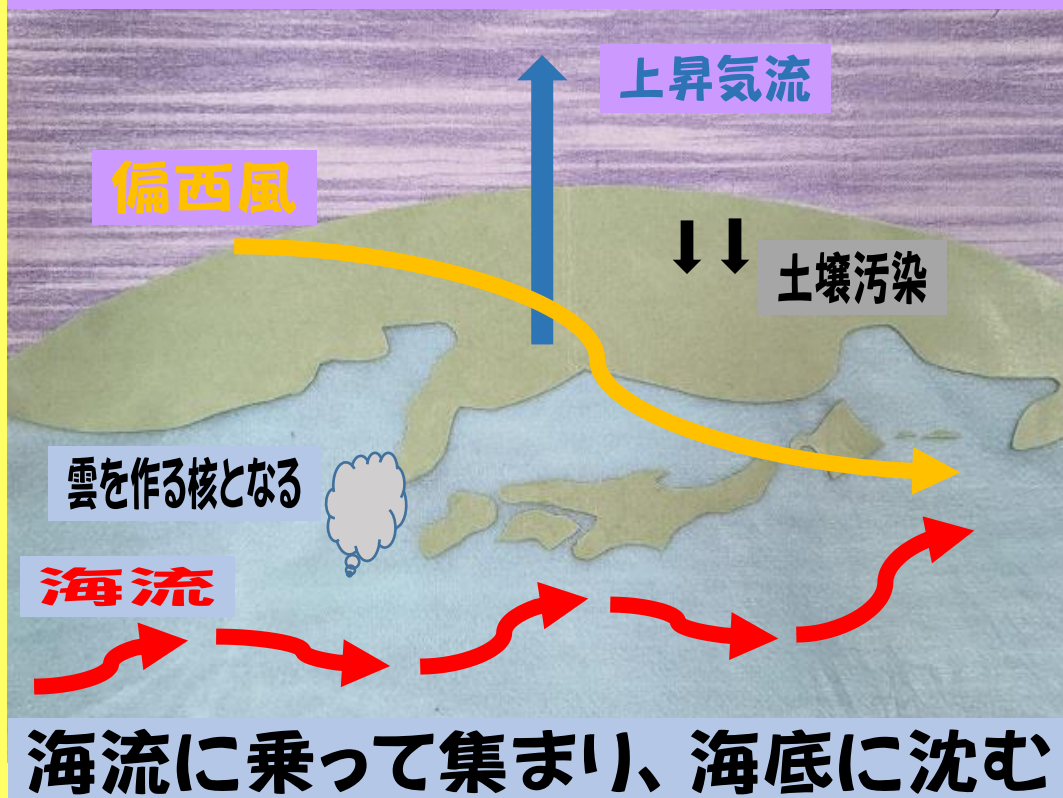 上昇気流
偏西風
土壌汚染
雲を作る核となる
海流
海流に乗って集まり、海底に沈む